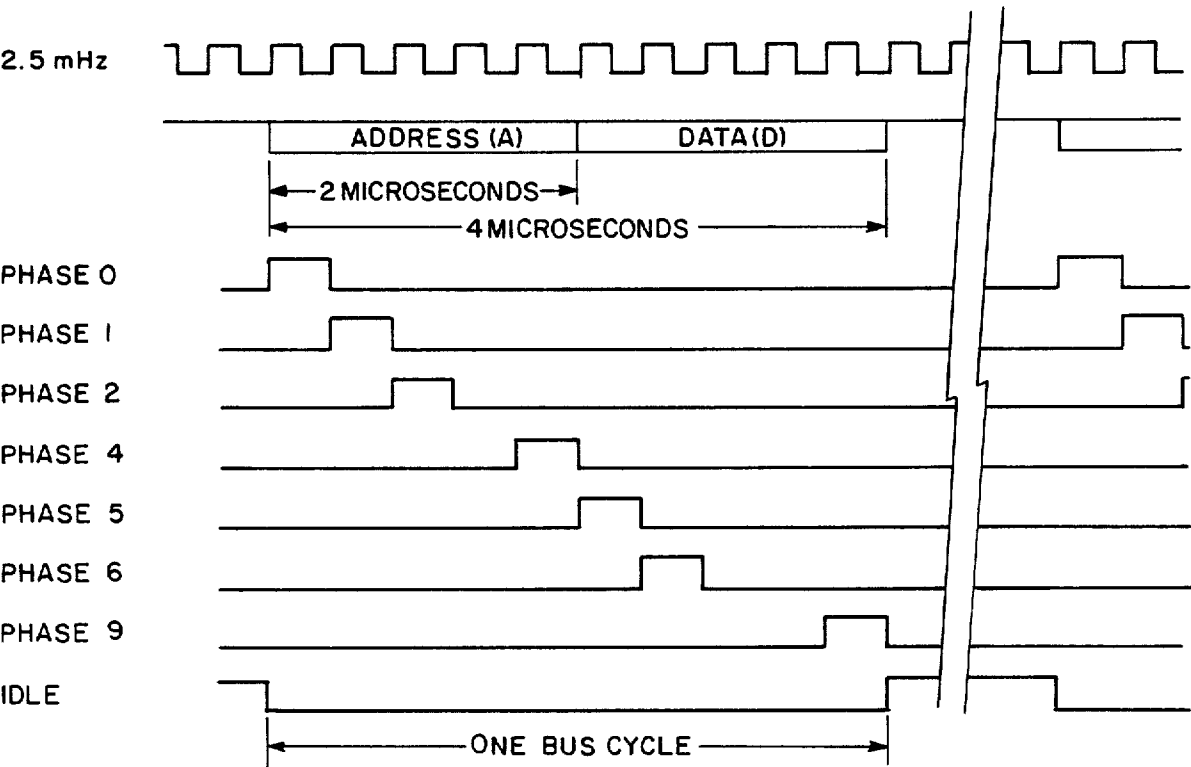 2.5 mHz
ADDRESS (A)
DATA(D)
2 MICROSECONDS
4 MICROSECONDS
PHASE 0
PHASE 1
PHASE 2
PHASE 4
PHASE 5
PHASE 6
PHASE 9
IDLE
ONE BUS CYCLE